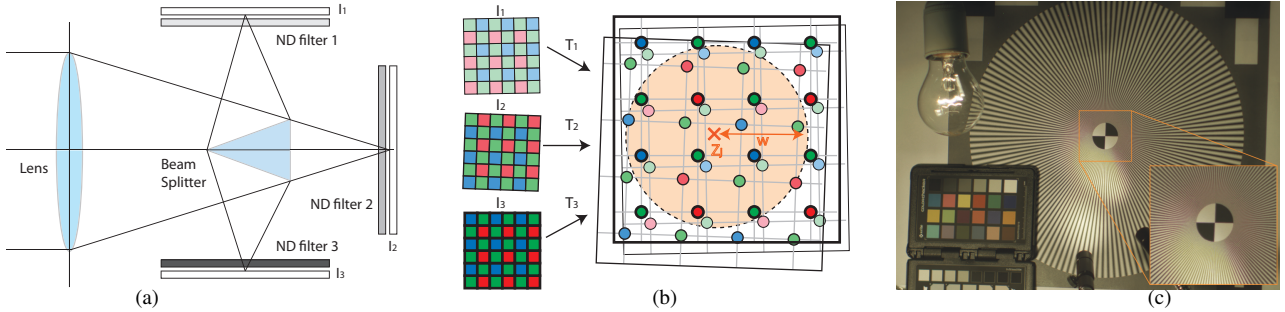 I1
ND filter 1
Lens
Beam
Splitter
ND filter 2
I2
ND filter 3
I3
(a)
I1
T1
I2
T2
I3
T3
Zj
w
(b)
(c)